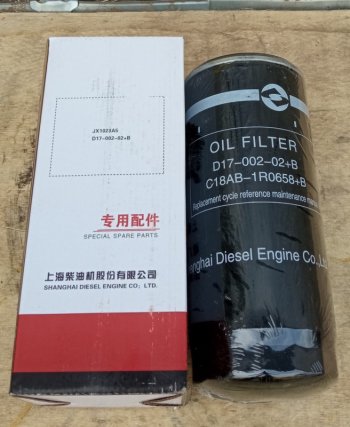 JX1023A5
D17-002-02+B
专用配件
SPECIAL SPARE PARTS
上海柴油机股份有限公司
SHANGHAI DIESEL ENGINE CO; LTD.
OIL FILTER
D17-002-02+B
C18AB-1R0658+B
Replacement cycle reference maintenance
nghai Diesel Engine Co.,